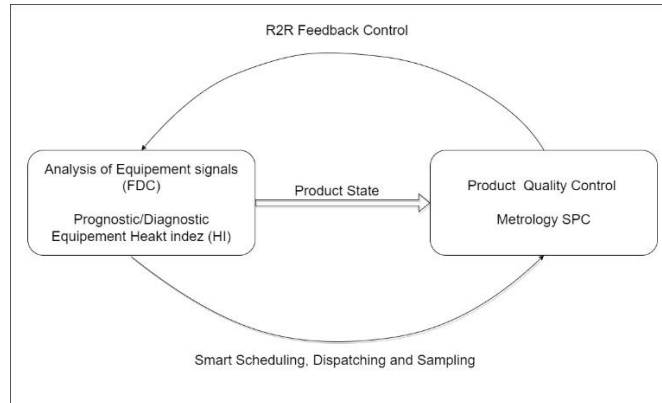 R2R Feedback Control
Analysis of Equipement signals
(FDC)
Prognostic/Diagnostic
Equipement Heakt indez (HI)
Product State
Product Quality Control
Metrology SPC
Smart Scheduling, Dispatching and Sampling